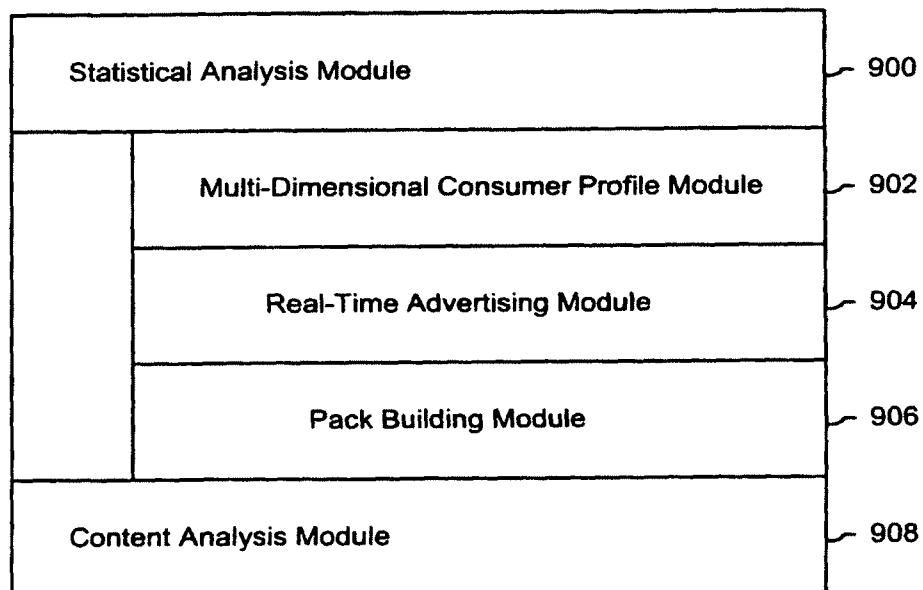 Statistical Analysis Module 900
Multi-Dimensional Consumer Profile Module 902
Real-Time Advertising Module 904
Pack Building Module 906
Content Analysis Module 908